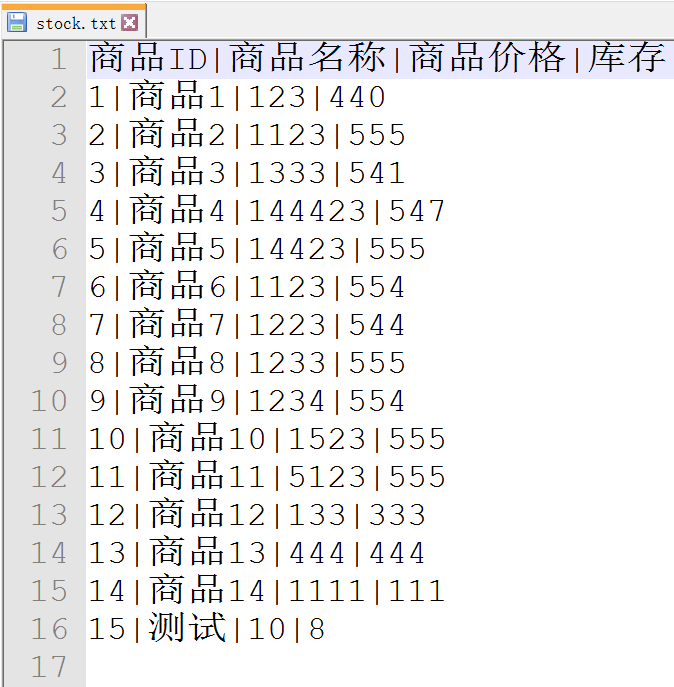 stock.txt
1 商品ID|商品名称|商品价格|库存
2 1|商品1|123|440
3 2|商品2|1123|555
4 3|商品3|1333|541
5 4|商品4|144423|547
6 5|商品5|14423|555
7 6|商品6|1123|554
8 7|商品7|1223|544
9 8|商品8|1233|555
10 9|商品9|1234|554
11 10|商品10|1523|555
12 11|商品11|5123|555
13 12|商品12|133|333
14 13|商品13|444|444
15 14|商品14|1111|111
16 15|测试|10|8
17